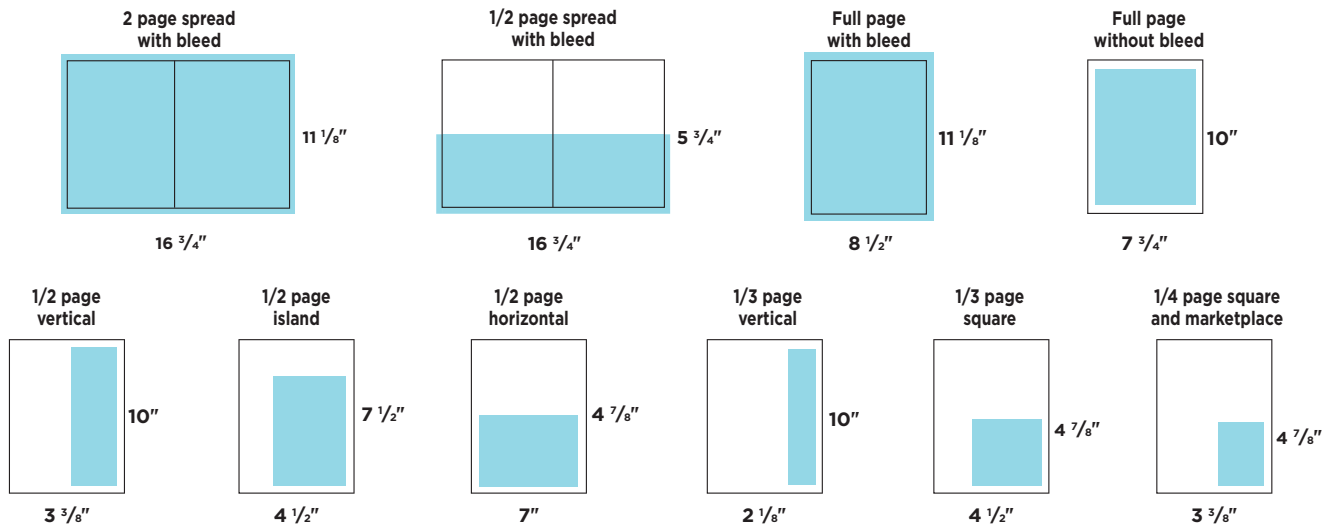 2 page spread
with bleed
11 1/8"
16 3/4"
1/2 page spread
with bleed
5 3/4"
16 3/4"
Full page
with bleed
11 1/8"
8 1/2"
Full page
without bleed
10"
7 3/4"
1/2 page
vertical
10"
3 3/8"
1/2 page
island
7 1/2"
4 1/2"
1/2 page
horizontal
4 7/8"
7"
1/3 page
vertical
10"
2 1/8"
1/3 page
square
4 7/8"
4 1/2"
1/4 page square
and marketplace
4 7/8"
3 3/8"